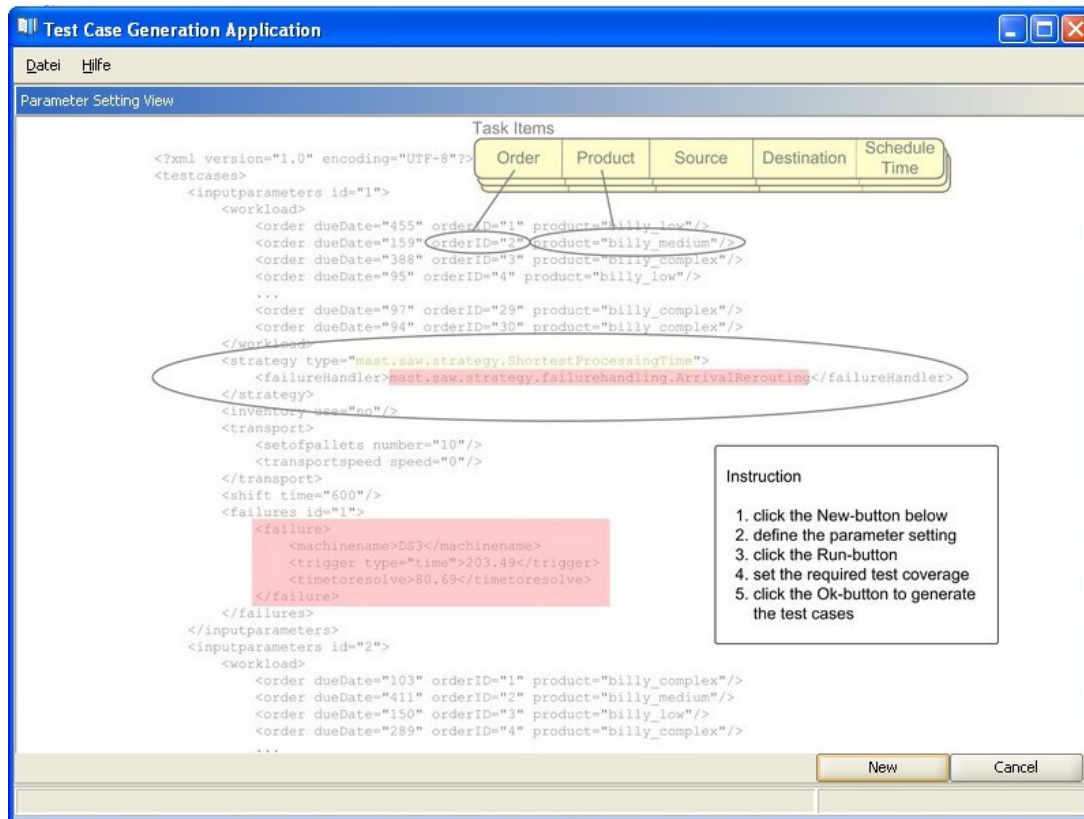 Test Case Generation Application
Datei Hilfe
Parameter Setting View
Task Items
Order Product Source Destination Schedule Time
<?xml version="1.0" encoding="UTF-8"?>
<testcases>
<inputparameters id="1">
<workload>
<order dueDate="455" orderID="1" product="billy_low"/>
<order dueDate="159" orderID="2" product="billy_medium"/>
<order dueDate="388" orderID="3" product="billy_complex"/>
<order dueDate="95" orderID="4" product="billy_low"/>
...
<order dueDate="97" orderID="29" product="billy_complex"/>
<order dueDate="94" orderID="30" product="billy_complex"/>
</workload>
<strategy type="mast.saw.strategy.ShortestProcessingTime">
<failureHandler>mast.saw.strategy.failurehandling.ArrivalRerouting</failureHandler>
</strategy>
<inventory use="no"/>
<transport>
<setofpallets number="10"/>
<transportspeed speed="0"/>
</transport>
<shift time="600"/>
<failures id="1">
<failure>
<machinename>DS3</machinename>
<trigger type="time">203.49</trigger>
<timetoresolve>80.69</timetoresolve>
</failure>
</failures>
</inputparameters>
<inputparameters id="2">
<workload>
<order dueDate="103" orderID="1" product="billy_complex"/>
<order dueDate="411" orderID="2" product="billy_medium"/>
<order dueDate="150" orderID="3" product="billy_low"/>
<order dueDate="289" orderID="4" product="billy_complex"/>
...
Instruction
1. click the New-button below
2. define the parameter setting
3. click the Run-button
4. set the required test coverage
5. click the Ok-button to generate
the test cases
New Cancel